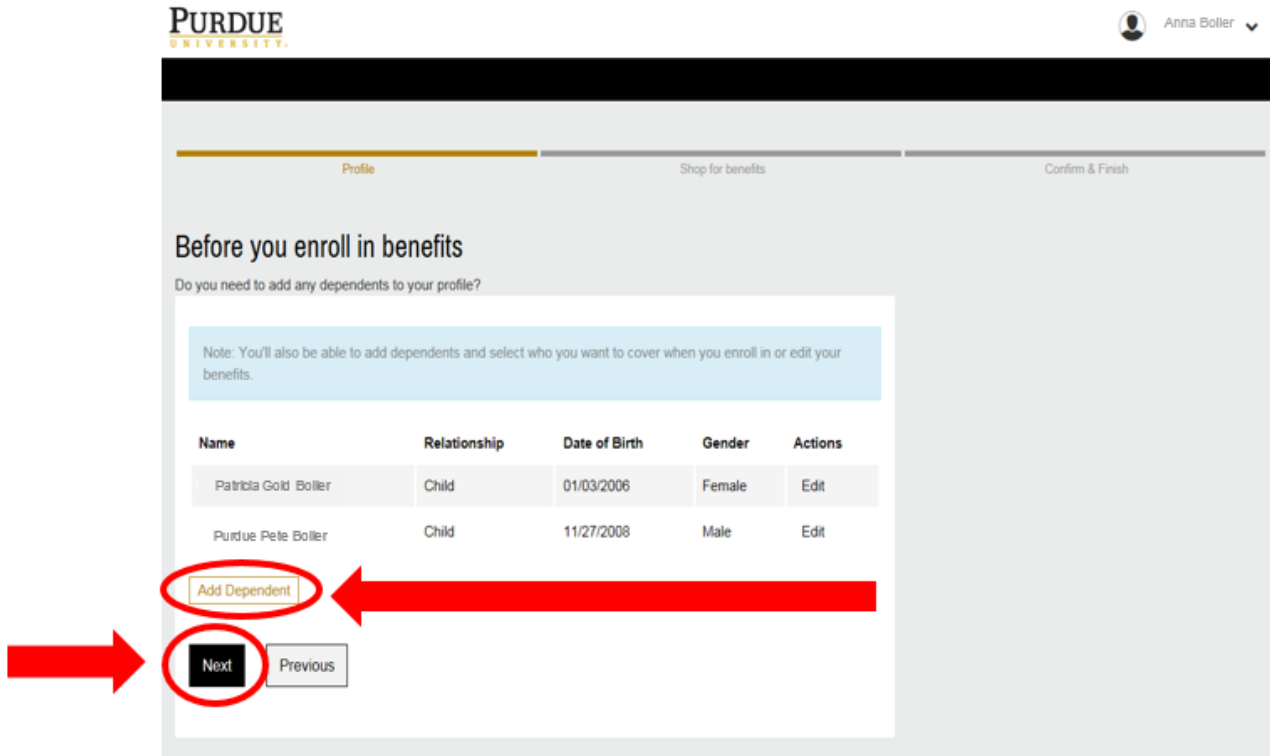 PURDUE
UNIVERSITY.
Anna Boiler
Profile
Shop for benefits
Confirm & Finish
Before you enroll in benefits
Do you need to add any dependents to your profile?
Note: You'll also be able to add dependents and select who you want to cover when you enroll in or edit your
benefits.
Name Relationship Date of Birth Gender Actions
Patricia Gold Boiler Child 01/03/2006 Female Edit
Purdue Pete Boiler Child 11/27/2008 Male Edit
Add Dependent
Next Previous